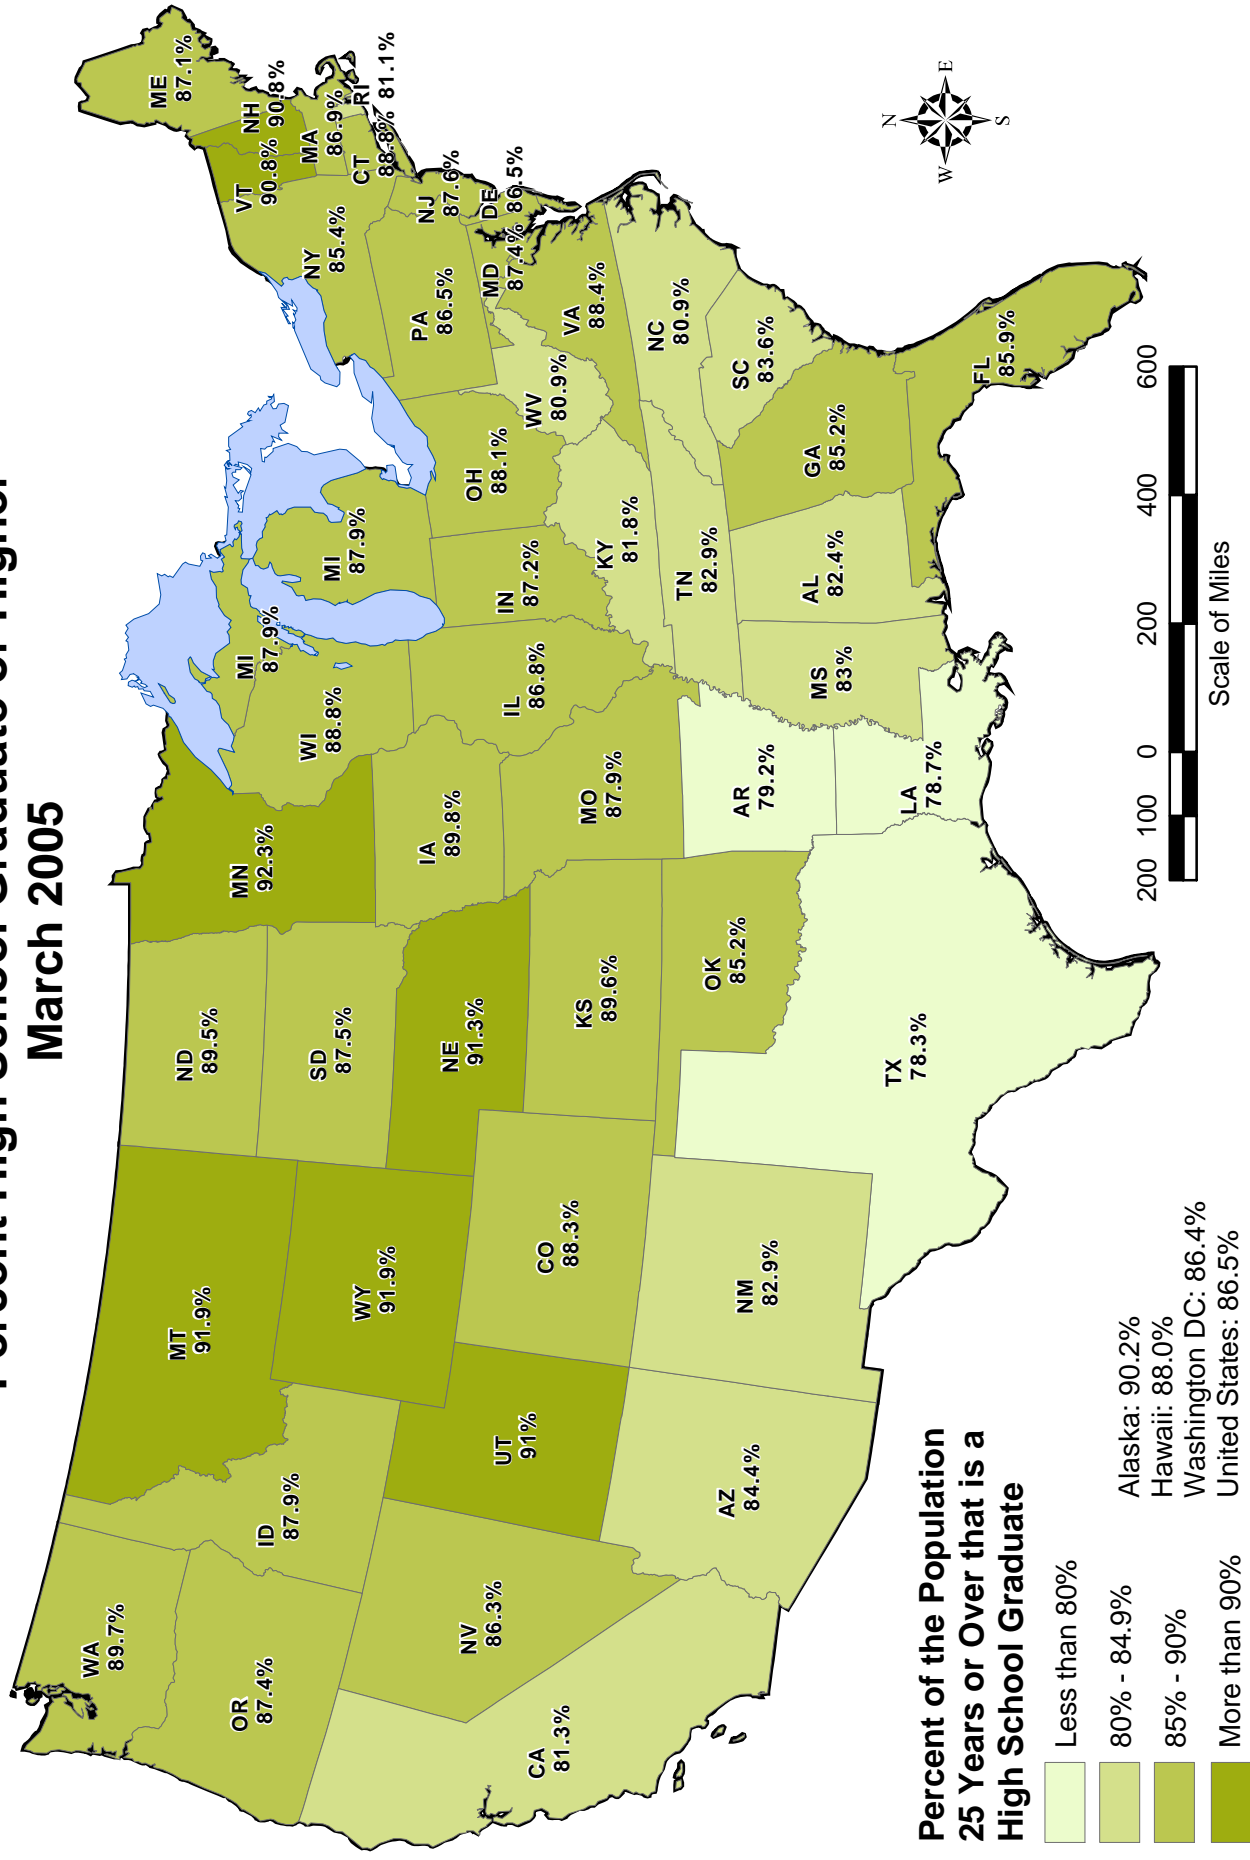 Percent High School Graduate or Higher
March 2005
WA
89.7%
OR
87.4%
CA
81.3%
ID
87.9%
NV
86.3%
MT
91.9%
WY
91.9%
UT
91%
AZ
84.4%
CO
88.3%
NM
82.9%
ND
89.5%
SD
87.5%
NE
91.3%
KS
89.6%
OK
85.2%
TX
78.3%
MN
92.3%
IA
89.8%
MO
87.9%
AR
79.2%
LA
78.7%
WI
88.8%
MI
87.9%
IL
86.8%
MI
87.9%
IN
87.2%
OH
88.1%
KY
81.8%
TN
82.9%
MS
83%
AL
82.4%
GA
85.2%
FL
85.9%
SC
83.6%
NC
80.9%
VA
88.4%
WV
80.9%
MD
87.4%
DE
86.5%
PA
86.5%
NJ
87.6%
NY
85.4%
CT
88.8%
RI
81.1%
MA
86.9%
VT
90.8%
NH
90.8%
ME
87.1%
N
W
E
S
Percent of the Population
25 Years or Over that is a
High School Graduate
Less than 80%
80% - 84.9%
85% - 90%
More than 90%
Alaska: 90.2%
Hawaii: 88.0%
Washington DC: 86.4%
United States: 86.5%
200 100 0 200 400 600
Scale of Miles